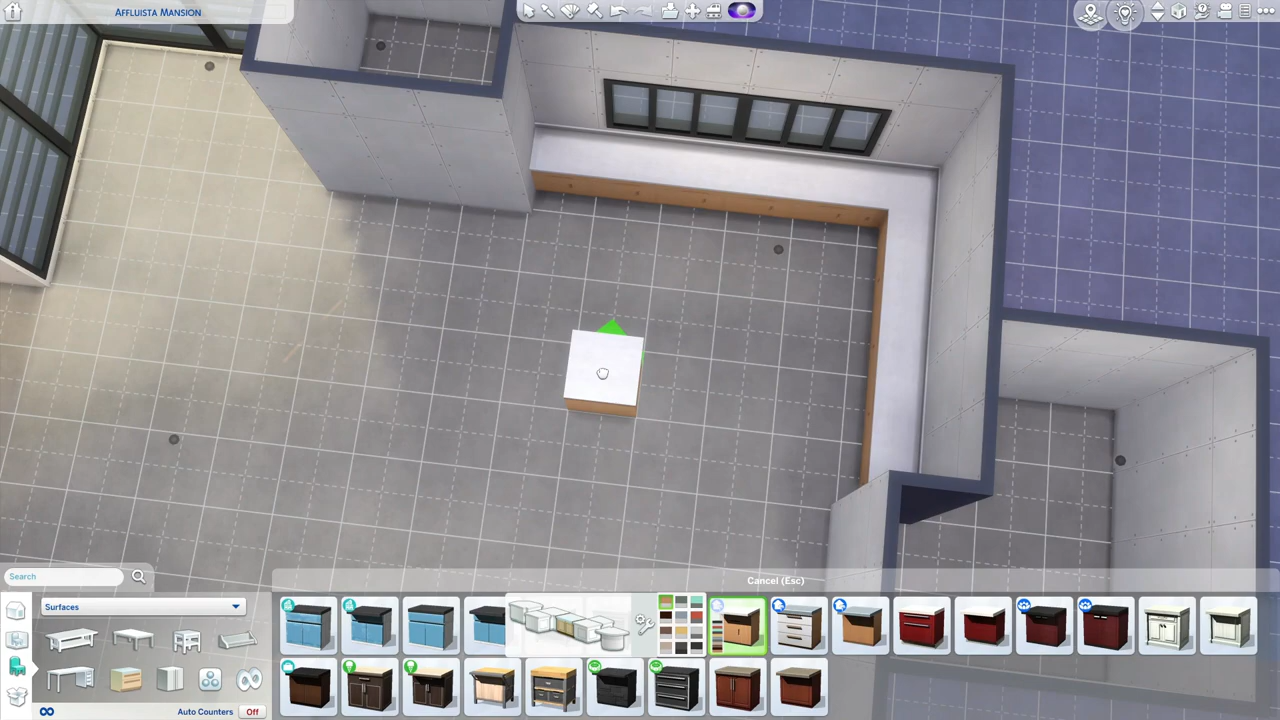 AFFLUISTA MANSION
Cancel (Esc)
Search
Surfaces
Auto Counters Off